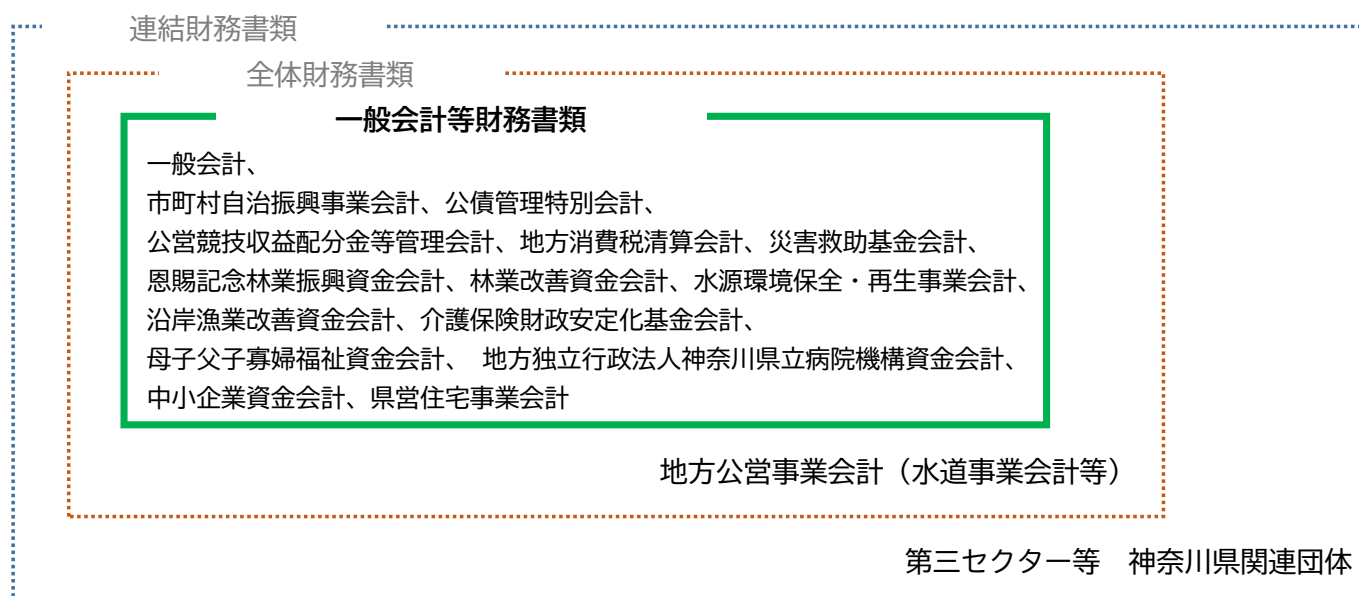 連結財務書類
全体財務書類
一般会計等財務書類
一般会計、
市町村自治振興事業会計、公債管理特別会計、
公営競技収益配分金等管理会計、地方消費税清算会計、災害救助基金会計、
恩賜記念林業振興資金会計、林業改善資金会計、水源環境保全・再生事業会計、
沿岸漁業改善資金会計、介護保険財政安定化基金会計、
母子父子寡婦福祉資金会計、　地方独立行政法人神奈川県立病院機構資金会計、
中小企業資金会計、県営住宅事業会計
地方公営事業会計（水道事業会計等）
第三セクター等　神奈川県関連団体